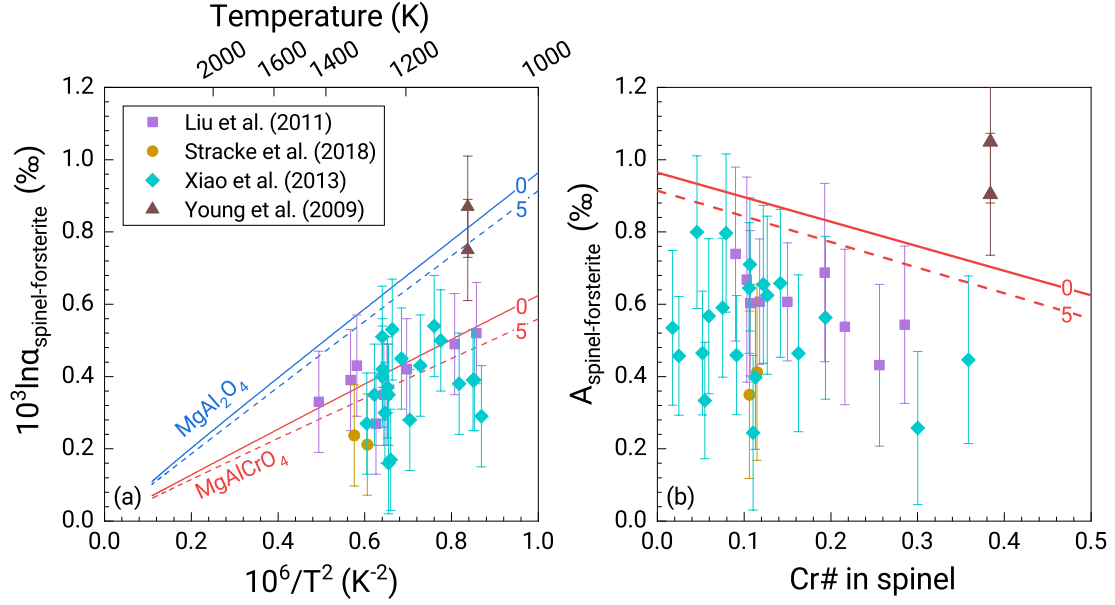 Temperature (K)
2000 1600 1400 1200 1000
1.2
1.0
0.8
0.6
0.4
0.2
0.0
10³lnαspinel-forsterite (‰)
Liu et al. (2011)
Stracke et al. (2018)
Xiao et al. (2013)
Young et al. (2009)
0
5
0
5
MgAl₂O₄
MgAlCrO₄
(a)
0.0 0.2 0.4 0.6 0.8 1.0
10⁶/T² (K⁻²)
1.2
1.0
0.8
0.6
0.4
0.2
0.0
Aspinel-forsterite (‰)
0
5
(b)
0.0 0.1 0.2 0.3 0.4 0.5
Cr# in spinel